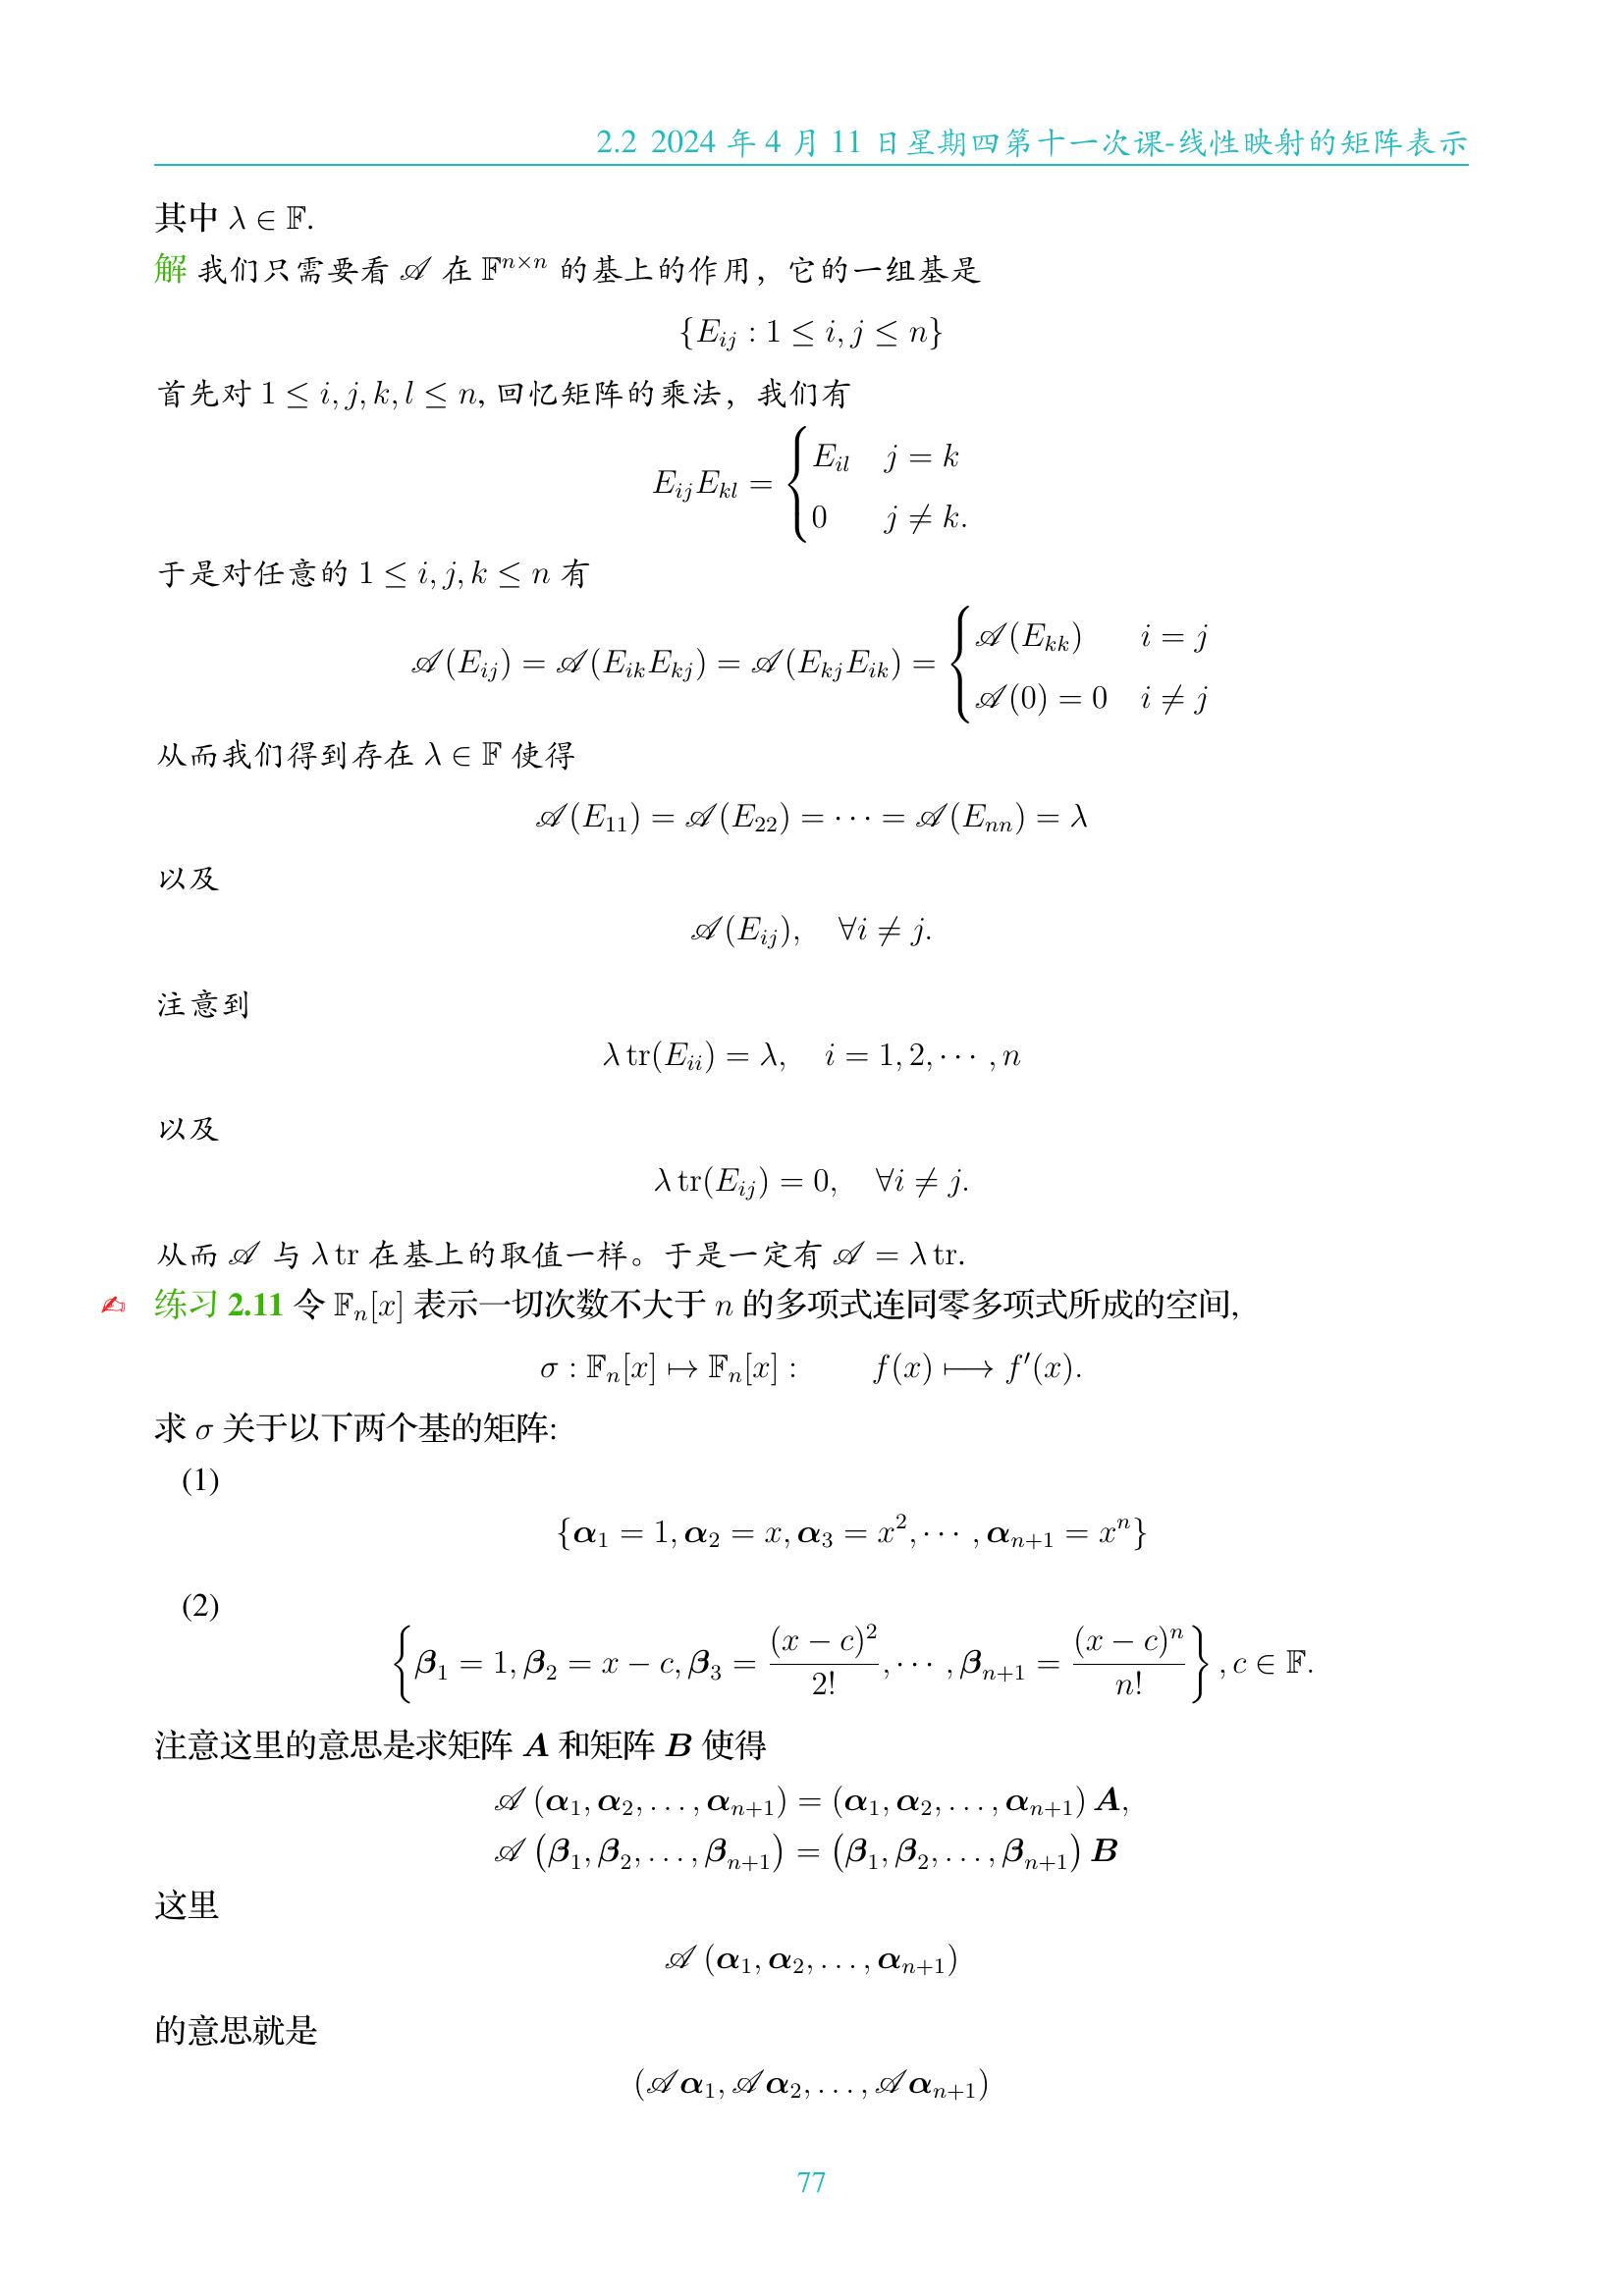 2.2 2024 年 4 月 11 日星期四第十一次课-线性映射的矩阵表示
其中 $\lambda \in \mathbb{F}$.
解 我们只需要看 $\mathscr{A}$ 在 $\mathbb{F}^{n\times n}$ 的基上的作用，它的一组基是
$\{E_{ij} : 1 \leq i, j \leq n\}$
首先对 $1 \leq i, j, k, l \leq n$, 回忆矩阵的乘法，我们有
$E_{ij}E_{kl} = \begin{cases} E_{il} & j = k \\ 0 & j \neq k. \end{cases}$
于是对任意的 $1 \leq i, j, k \leq n$ 有
$\mathscr{A}(E_{ij}) = \mathscr{A}(E_{ik}E_{kj}) = \mathscr{A}(E_{kj}E_{ik}) = \begin{cases} \mathscr{A}(E_{kk}) & i = j \\ \mathscr{A}(0) = 0 & i \neq j \end{cases}$
从而我们得到存在 $\lambda \in \mathbb{F}$ 使得
$\mathscr{A}(E_{11}) = \mathscr{A}(E_{22}) = \cdots = \mathscr{A}(E_{nn}) = \lambda$
以及
$\mathscr{A}(E_{ij}), \quad \forall i \neq j.$
注意到
$\lambda \operatorname{tr}(E_{ii}) = \lambda, \quad i = 1, 2, \cdots, n$
以及
$\lambda \operatorname{tr}(E_{ij}) = 0, \quad \forall i \neq j.$
从而 $\mathscr{A}$ 与 $\lambda \operatorname{tr}$ 在基上的取值一样。于是一定有 $\mathscr{A} = \lambda \operatorname{tr}$.
✍ 练习 2.11 令 $\mathbb{F}_n[x]$ 表示一切次数不大于 $n$ 的多项式连同零多项式所成的空间,
$\sigma : \mathbb{F}_n[x] \mapsto \mathbb{F}_n[x] : \qquad f(x) \longmapsto f'(x).$
求 $\sigma$ 关于以下两个基的矩阵:
(1)
$\{\boldsymbol{\alpha}_1 = 1, \boldsymbol{\alpha}_2 = x, \boldsymbol{\alpha}_3 = x^2, \cdots, \boldsymbol{\alpha}_{n+1} = x^n\}$
(2)
$\left\{\boldsymbol{\beta}_1 = 1, \boldsymbol{\beta}_2 = x - c, \boldsymbol{\beta}_3 = \frac{(x-c)^2}{2!}, \cdots, \boldsymbol{\beta}_{n+1} = \frac{(x-c)^n}{n!}\right\}, c \in \mathbb{F}.$
注意这里的意思是求矩阵 $\boldsymbol{A}$ 和矩阵 $\boldsymbol{B}$ 使得
$\mathscr{A}(\boldsymbol{\alpha}_1, \boldsymbol{\alpha}_2, \ldots, \boldsymbol{\alpha}_{n+1}) = (\boldsymbol{\alpha}_1, \boldsymbol{\alpha}_2, \ldots, \boldsymbol{\alpha}_{n+1}) \boldsymbol{A},$
$\mathscr{A}(\boldsymbol{\beta}_1, \boldsymbol{\beta}_2, \ldots, \boldsymbol{\beta}_{n+1}) = (\boldsymbol{\beta}_1, \boldsymbol{\beta}_2, \ldots, \boldsymbol{\beta}_{n+1}) \boldsymbol{B}$
这里
$\mathscr{A}(\boldsymbol{\alpha}_1, \boldsymbol{\alpha}_2, \ldots, \boldsymbol{\alpha}_{n+1})$
的意思就是
$(\mathscr{A}\boldsymbol{\alpha}_1, \mathscr{A}\boldsymbol{\alpha}_2, \ldots, \mathscr{A}\boldsymbol{\alpha}_{n+1})$
77